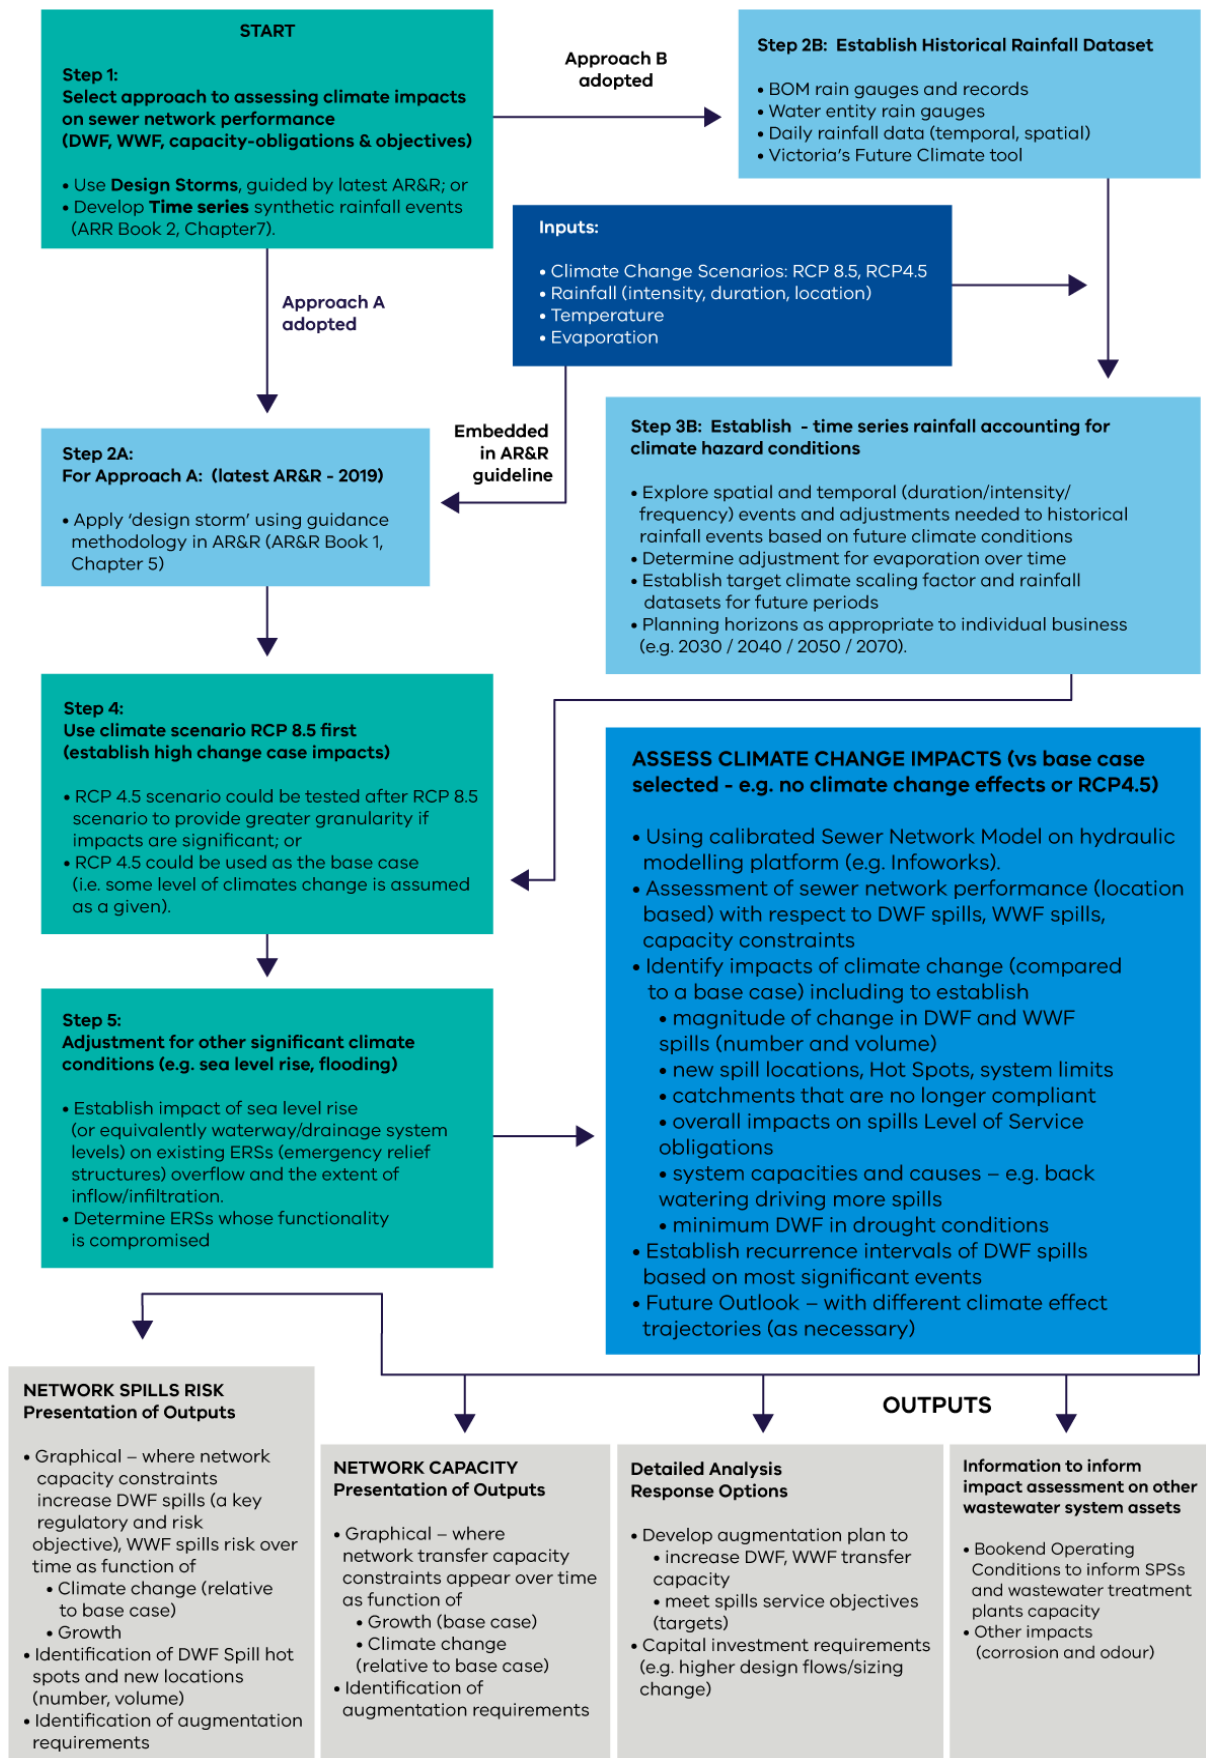 START
Step 1:
Select approach to assessing climate impacts
on sewer network performance
(DWF, WWF, capacity-obligations & objectives)
• Use Design Storms, guided by latest AR&R; or
• Develop Time series synthetic rainfall events
(ARR Book 2, Chapter7).
Approach B
adopted
Step 2B: Establish Historical Rainfall Dataset
• BOM rain gauges and records
• Water entity rain gauges
• Daily rainfall data (temporal, spatial)
• Victoria's Future Climate tool
Inputs:
• Climate Change Scenarios: RCP 8.5, RCP4.5
• Rainfall (intensity, duration, location)
• Temperature
• Evaporation
Approach A
adopted
Embedded
in AR&R
guideline
Step 2A:
For Approach A: (latest AR&R - 2019)
• Apply ‘design storm’ using guidance
methodology in AR&R (AR&R Book 1,
Chapter 5)
Step 3B: Establish - time series rainfall accounting for
climate hazard conditions
• Explore spatial and temporal (duration/intensity/
frequency) events and adjustments needed to historical
rainfall events based on future climate conditions
• Determine adjustment for evaporation over time
• Establish target climate scaling factor and rainfall
datasets for future periods
• Planning horizons as appropriate to individual business
(e.g. 2030 / 2040 / 2050 / 2070).
Step 4:
Use climate scenario RCP 8.5 first
(establish high change case impacts)
• RCP 4.5 scenario could be tested after RCP 8.5
scenario to provide greater granularity if
impacts are significant; or
• RCP 4.5 could be used as the base case
(i.e. some level of climates change is assumed
as a given).
Step 5:
Adjustment for other significant climate
conditions (e.g. sea level rise, flooding)
• Establish impact of sea level rise
(or equivalently waterway/drainage system
levels) on existing ERSs (emergency relief
structures) overflow and the extent of
inflow/infiltration.
• Determine ERSs whose functionality
is compromised
ASSESS CLIMATE CHANGE IMPACTS (vs base case
selected - e.g. no climate change effects or RCP4.5)
• Using calibrated Sewer Network Model on hydraulic
modelling platform (e.g. Infoworks).
• Assessment of sewer network performance (location
based) with respect to DWF spills, WWF spills,
capacity constraints
• Identify impacts of climate change (compared
to a base case) including to establish
• magnitude of change in DWF and WWF
spills (number and volume)
• new spill locations, Hot Spots, system limits
• catchments that are no longer compliant
• overall impacts on spills Level of Service
obligations
• system capacities and causes – e.g. back
watering driving more spills
• minimum DWF in drought conditions
• Establish recurrence intervals of DWF spills
based on most significant events
• Future Outlook – with different climate effect
trajectories (as necessary)
OUTPUTS
NETWORK SPILLS RISK
Presentation of Outputs
• Graphical – where network
capacity constraints
increase DWF spills (a key
regulatory and risk
objective), WWF spills risk over
time as function of
• Climate change (relative
to base case)
• Growth
• Identification of DWF Spill hot
spots and new locations
(number, volume)
• Identification of augmentation
requirements
NETWORK CAPACITY
Presentation of Outputs
• Graphical – where
network transfer capacity
constraints appear over time
as function of
• Growth (base case)
• Climate change
(relative to base case)
• Identification of
augmentation requirements
Detailed Analysis
Response Options
• Develop augmentation plan to
• increase DWF, WWF transfer
capacity
• meet spills service objectives
(targets)
• Capital investment requirements
(e.g. higher design flows/sizing
change)
Information to inform
impact assessment on other
wastewater system assets
• Bookend Operating
Conditions to inform SPSs
and wastewater treatment
plants capacity
• Other impacts
(corrosion and odour)